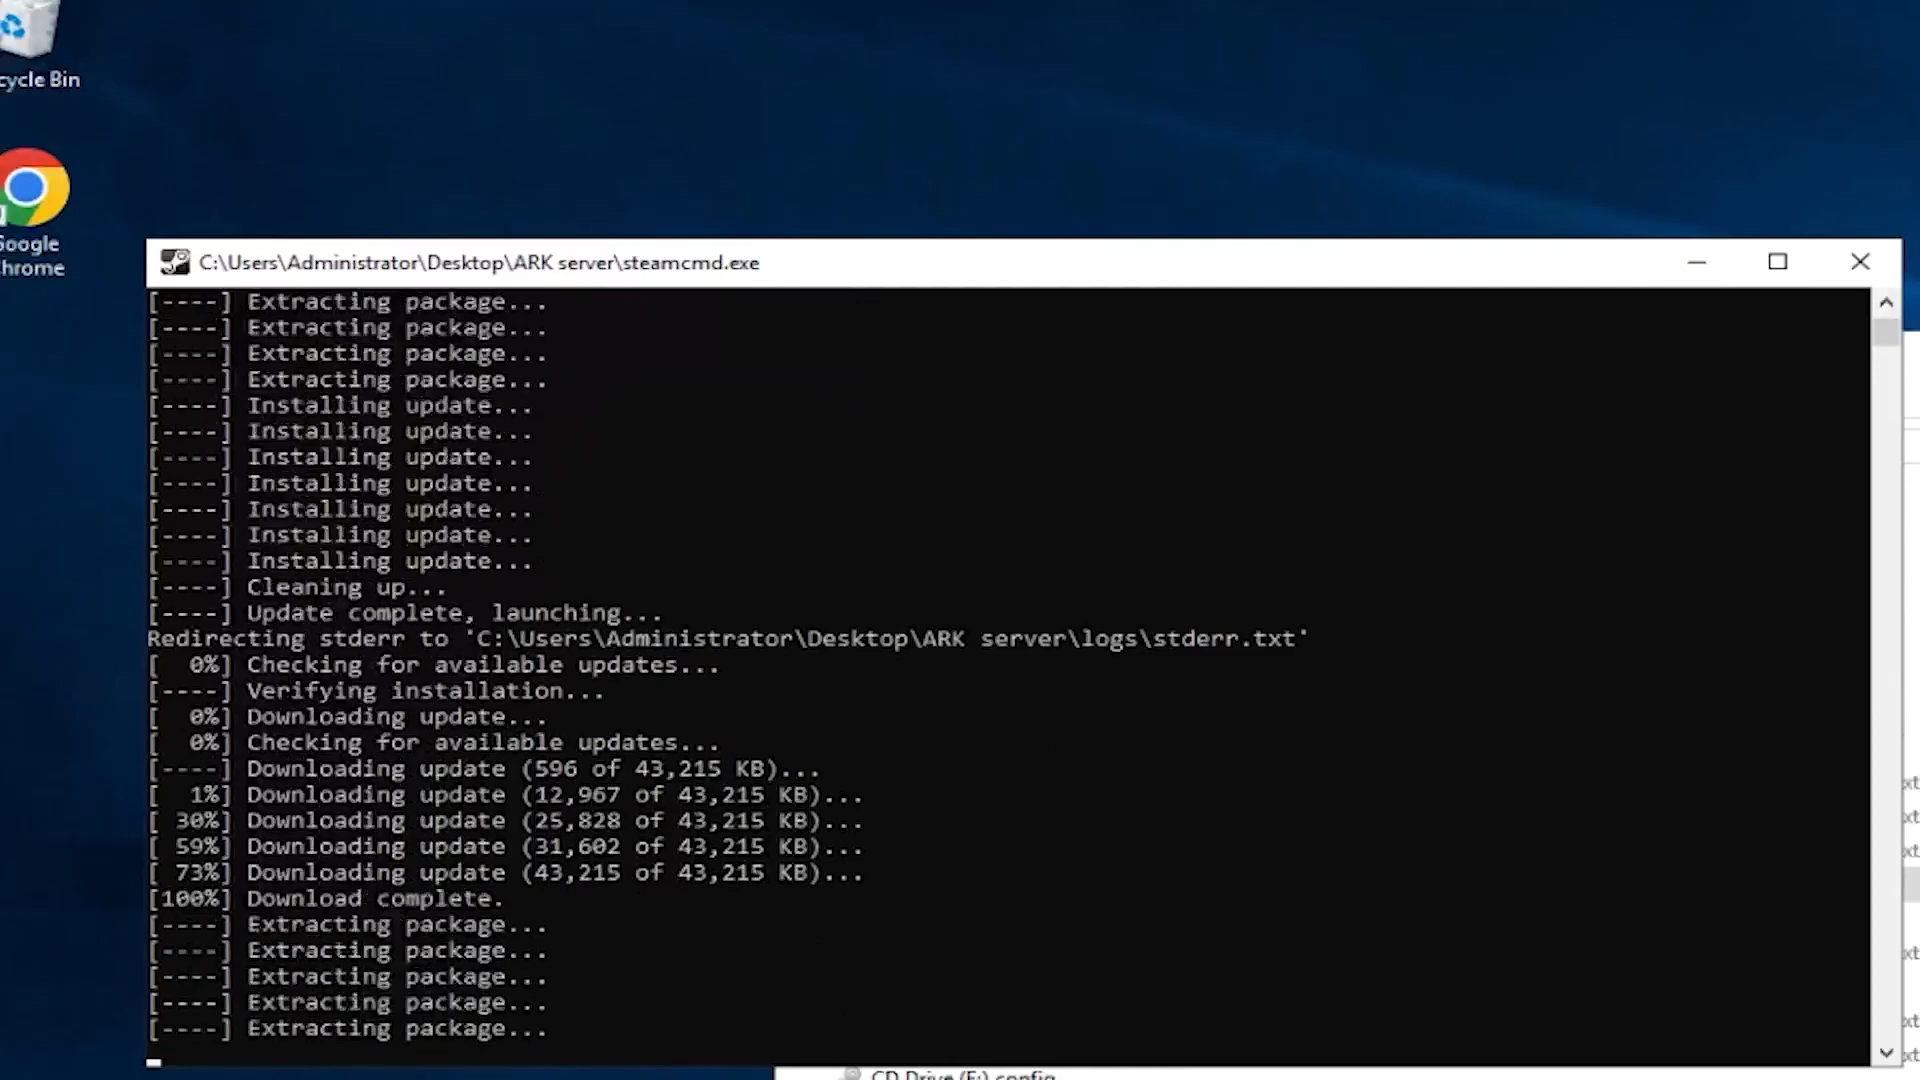 cycle Bin
Google
Chrome
C:\Users\Administrator\Desktop\ARK server\steamcmd.exe
[----] Extracting package...
[----] Extracting package...
[----] Extracting package...
[----] Extracting package...
[----] Installing update...
[----] Installing update...
[----] Installing update...
[----] Installing update...
[----] Installing update...
[----] Installing update...
[----] Installing update...
[----] Cleaning up...
[----] Update complete, launching...
Redirecting stderr to 'C:\Users\Administrator\Desktop\ARK server\logs\stderr.txt'
[  0%] Checking for available updates...
[----] Verifying installation...
[  0%] Downloading update...
[  0%] Checking for available updates...
[----] Downloading update (596 of 43,215 KB)...
[  1%] Downloading update (12,967 of 43,215 KB)...
[ 30%] Downloading update (25,828 of 43,215 KB)...
[ 59%] Downloading update (31,602 of 43,215 KB)...
[ 73%] Downloading update (43,215 of 43,215 KB)...
[100%] Download complete.
[----] Extracting package...
[----] Extracting package...
[----] Extracting package...
[----] Extracting package...
[----] Extracting package...
CD Drive (F:) config